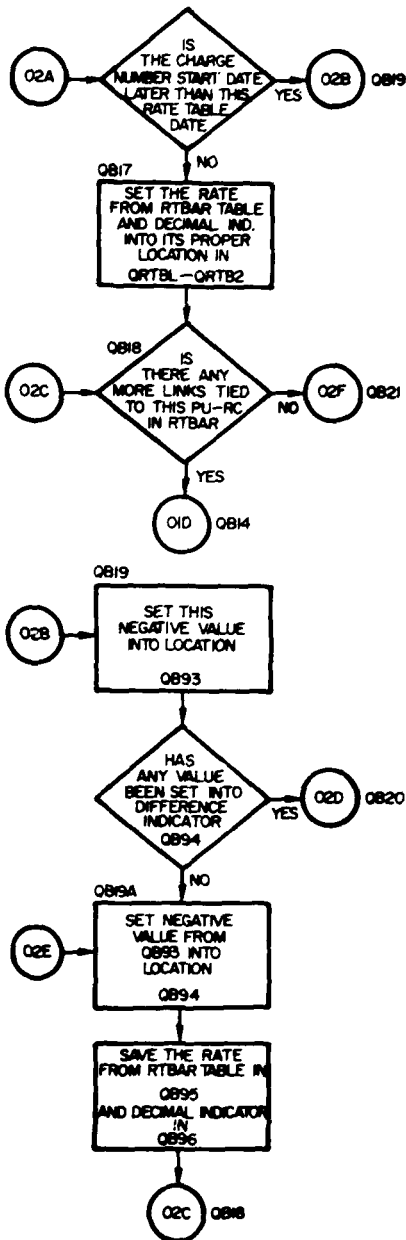 IS
THE CHARGE
NUMBER START DATE
LATER THAN THIS
RATE TABLE
DATE
02A
YES
02B
QB19
NO
QB17
SET THE RATE
FROM RTBAR TABLE
AND DECIMAL IND.
INTO ITS PROPER
LOCATION IN
QRTBL-QRTB2
QB18
IS
THERE ANY
MORE LINKS TIED
TO THIS PU-RC
IN RTBAR
02C
NO
02F
QB21
YES
01D
QB14
QB19
02B
SET THIS
NEGATIVE VALUE
INTO LOCATION
QB93
HAS
ANY VALUE
BEEN SET INTO
DIFFERENCE
INDICATOR
QB94
YES
02D
QB20
NO
QB19A
02E
SET NEGATIVE
VALUE FROM
QB93 INTO
LOCATION
QB94
SAVE THE RATE
FROM RTBAR TABLE IN
QB95
AND DECIMAL INDICATOR
IN
QB96
02C
QB18